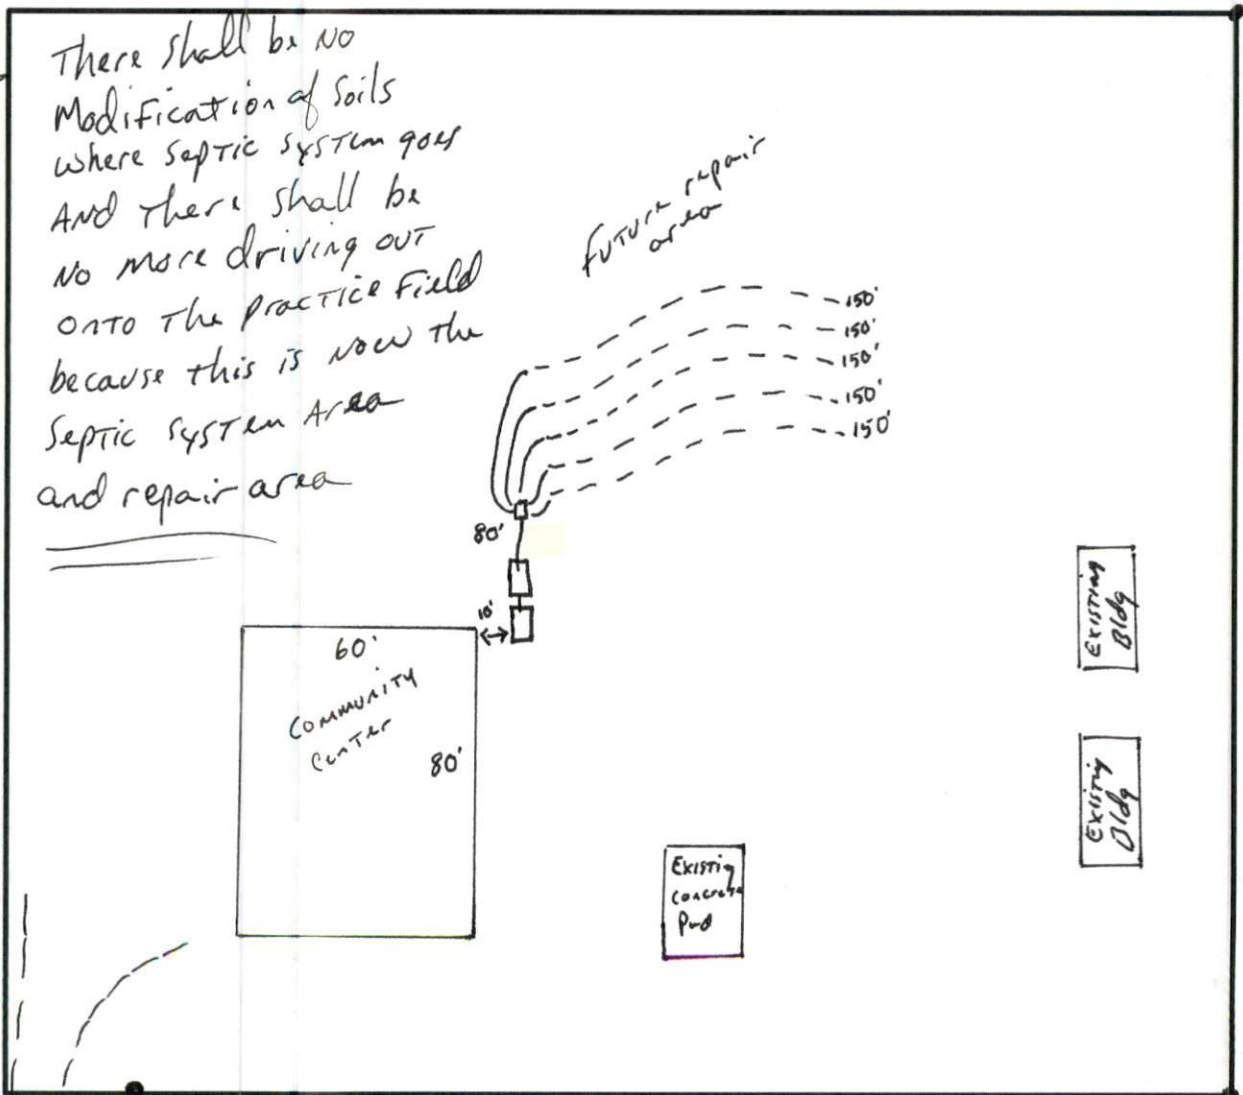 There shall be NO
Modification of Soils
where Septic System goes
AND There shall be
NO more driving out
onto The practice Field
because this is now the
Septic System Area
and repair area
future repair
area
150'
150'
150'
150'
150'
80'
10'
60'
Community
Center
80'
Existing
Bldg
Existing
Bldg
Existing
Concrete
Pad